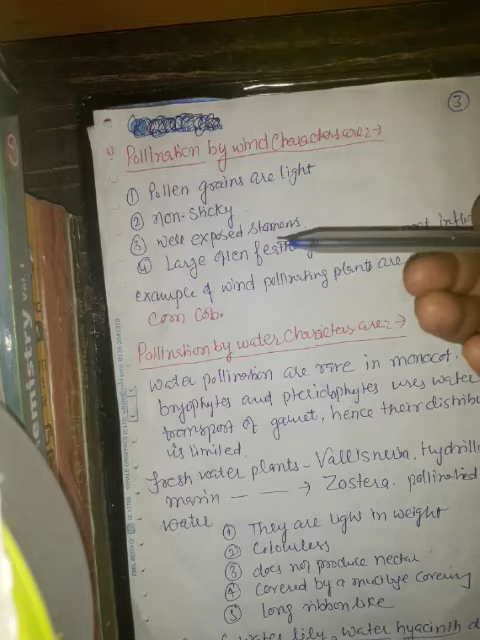 ③
Pollination by wind characters are:→
① Pollen grains are light
② non-sticky
③ well exposed stamens
④ Large often
example of wind pollinating plants are
Corn Cob.
Pollination by water characters are:→
Water pollination are rare in monocot.
bryophytes and pteridophytes uses water
transport of gamet, hence their distribu
is limited.
fresh water plants - Vallisneria, Hydrilla
marin — —→ Zostera. pollinated
water
① They are light in weight
② Colourless
③ does not produce nectar
④ covered by a
⑤ long ribbon like
water lily, water hyacinth